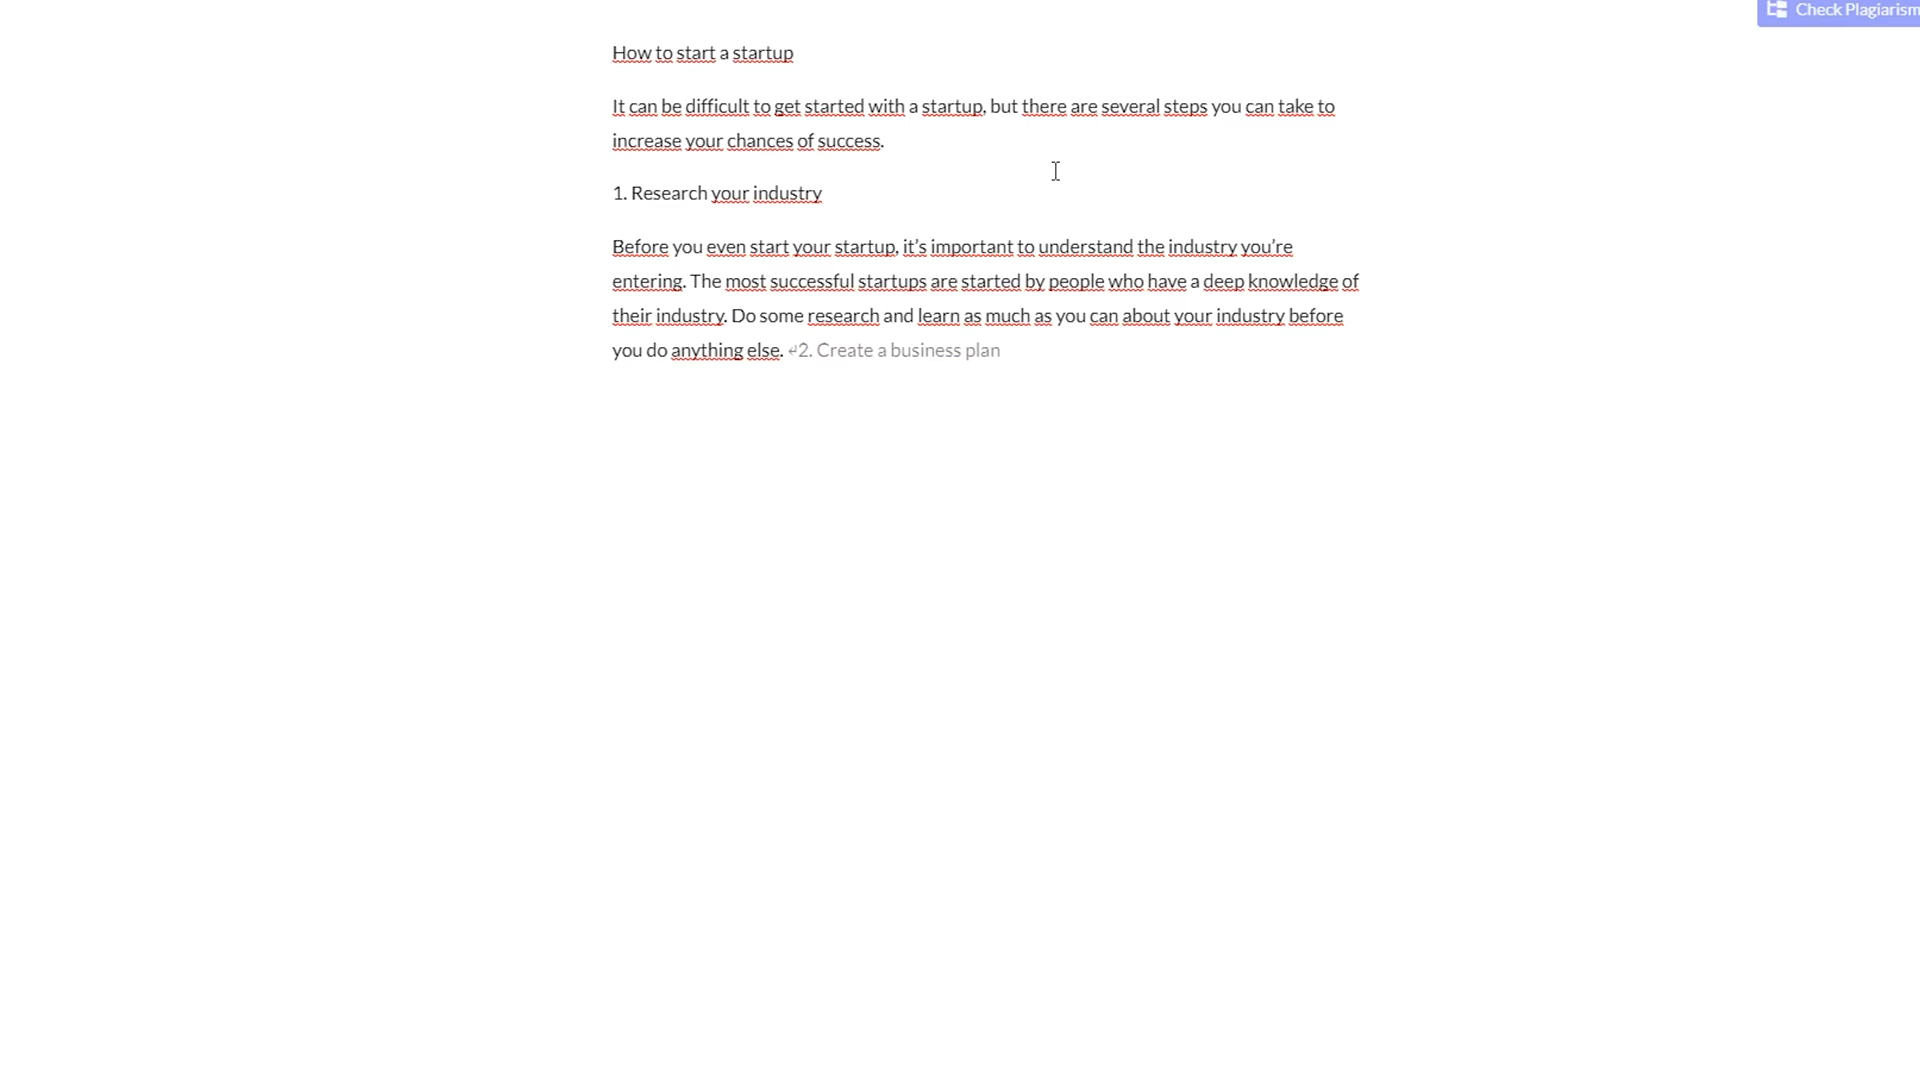 Check Plagiarism
How to start a startup
It can be difficult to get started with a startup, but there are several steps you can take to
increase your chances of success.
1. Research your industry
Before you even start your startup, it’s important to understand the industry you’re
entering. The most successful startups are started by people who have a deep knowledge of
their industry. Do some research and learn as much as you can about your industry before
you do anything else. ↵2. Create a business plan